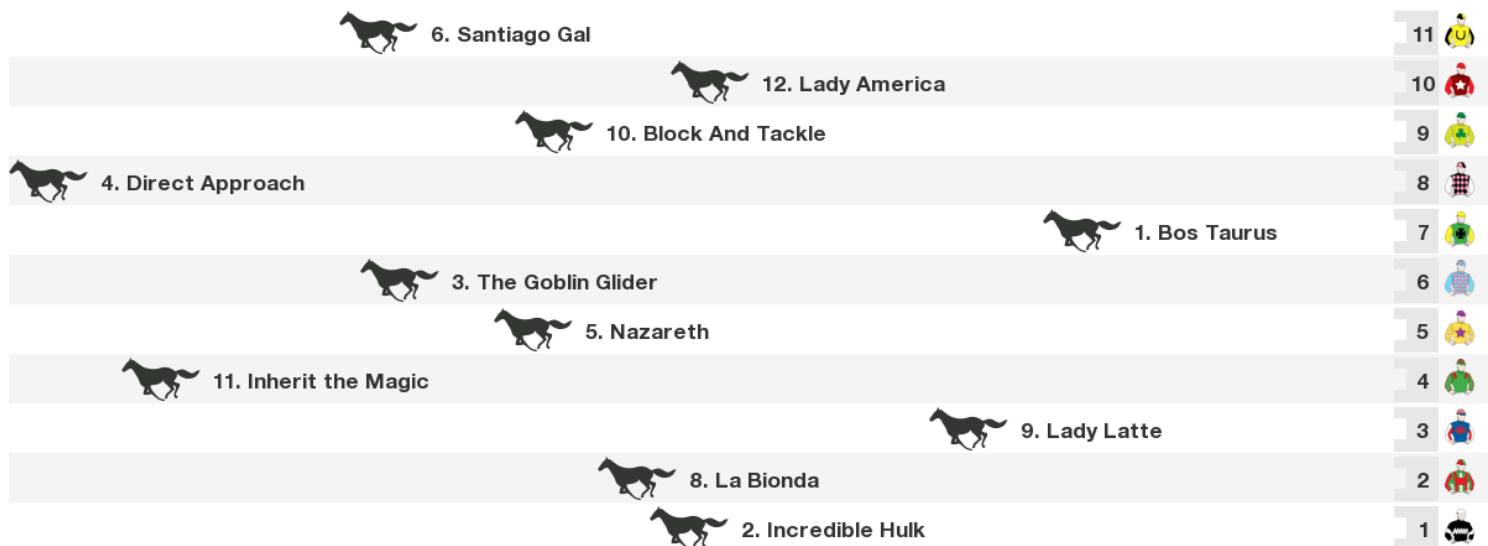 6. Santiago Gal 11
12. Lady America 10
10. Block And Tackle 9
4. Direct Approach 8
1. Bos Taurus 7
3. The Goblin Glider 6
5. Nazareth 5
11. Inherit the Magic 4
9. Lady Latte 3
8. La Bionda 2
2. Incredible Hulk 1